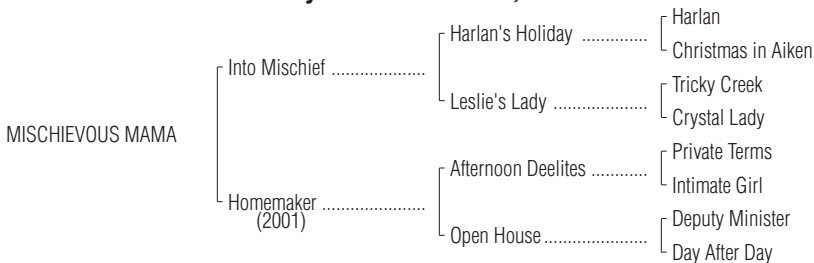 Harlan
Harlan's Holiday ..............
Christmas in Aiken
Into Mischief ....................
Tricky Creek
Leslie's Lady ....................
Crystal Lady
MISCHIEVOUS MAMA
Private Terms
Afternoon Deelites ............
Intimate Girl
Homemaker ......................
(2001)
Deputy Minister
Open House......................
Day After Day